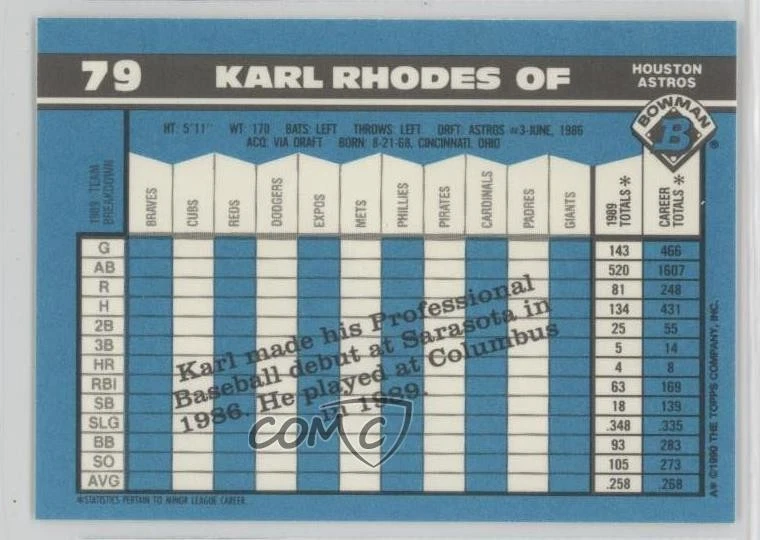 79 KARL RHODES OF HOUSTON ASTROS
BOWMAN
B ®
HT: 5'11" WT: 170 BATS: LEFT THROWS: LEFT DRFT: ASTROS #3-JUNE, 1986
ACQ: VIA DRAFT BORN: 8-21-68, CINCINNATI, OHIO
1989 TEAM BREAKDOWN BRAVES CUBS REDS DODGERS EXPOS METS PHILLIES PIRATES CARDINALS PADRES GIANTS 1989 TOTALS * CAREER TOTALS *
G 143 466
AB 520 1607
R 81 248
H 134 431
2B 25 55
3B 5 14
HR 4 8
RBI 63 169
SB 18 139
SLG .348 .335
BB 93 283
SO 105 273
AVG .258 .268
Karl made his Professional
Baseball debut at Sarasota in
1986. He played at Columbus
in 1989.
COMC
*STATISTICS PERTAIN TO MINOR LEAGUE CAREER.
A* ©1990 THE TOPPS COMPANY, INC.